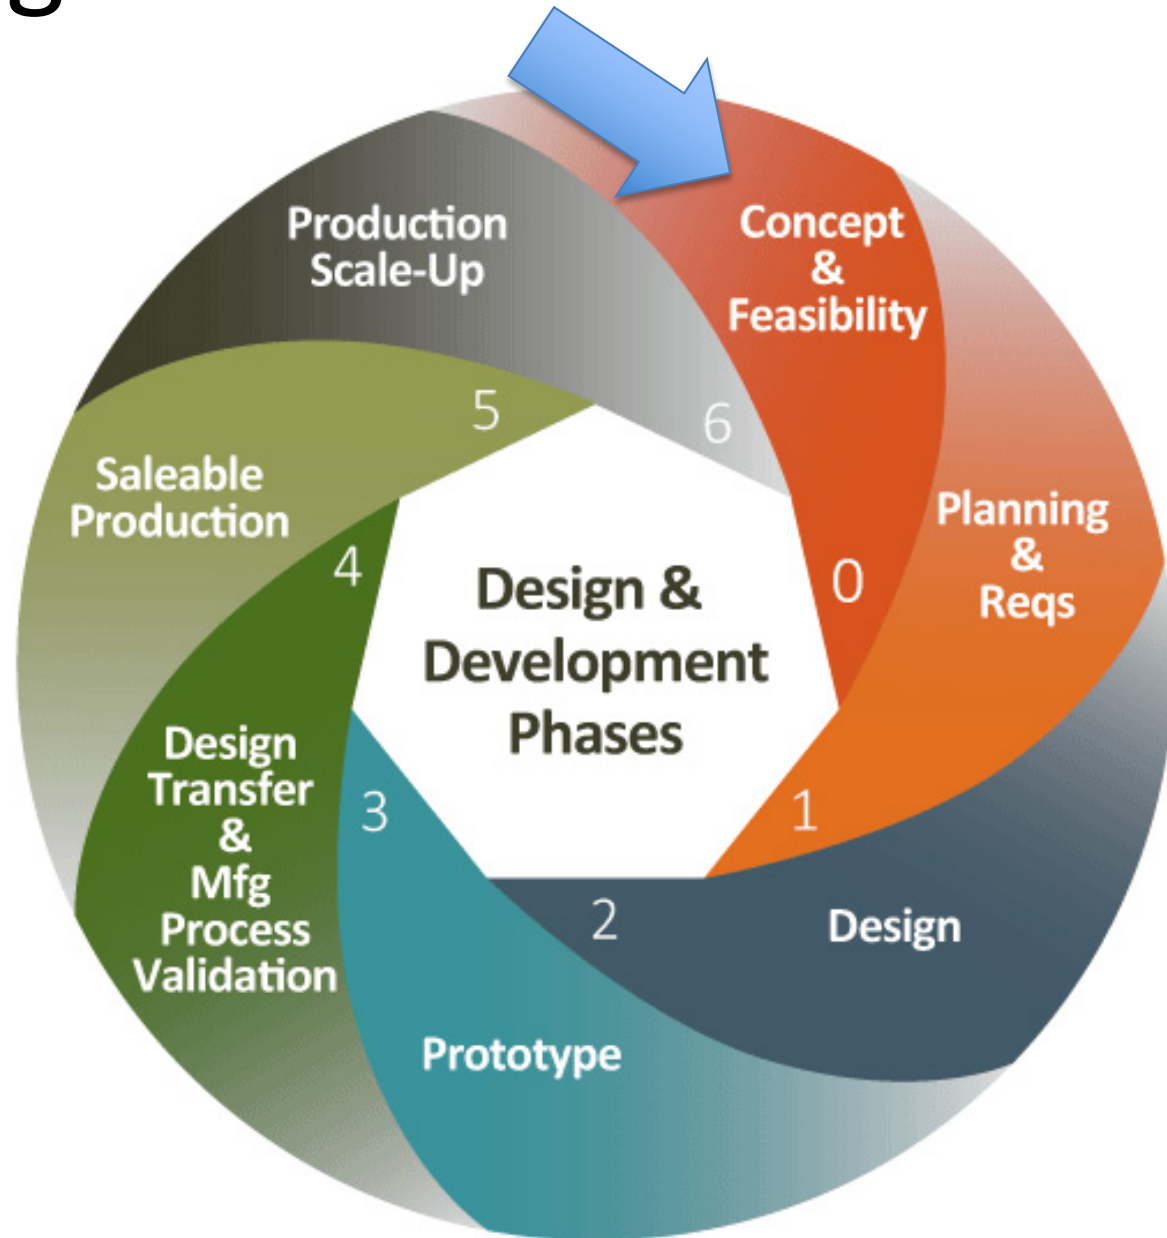 g
Concept
&
Feasibility
0
Planning
&
Reqs
1
Design
2
Prototype
3
Design
Transfer
&
Mfg
Process
Validation
4
Saleable
Production
5
Production
Scale-Up
6
Design &
Development
Phases